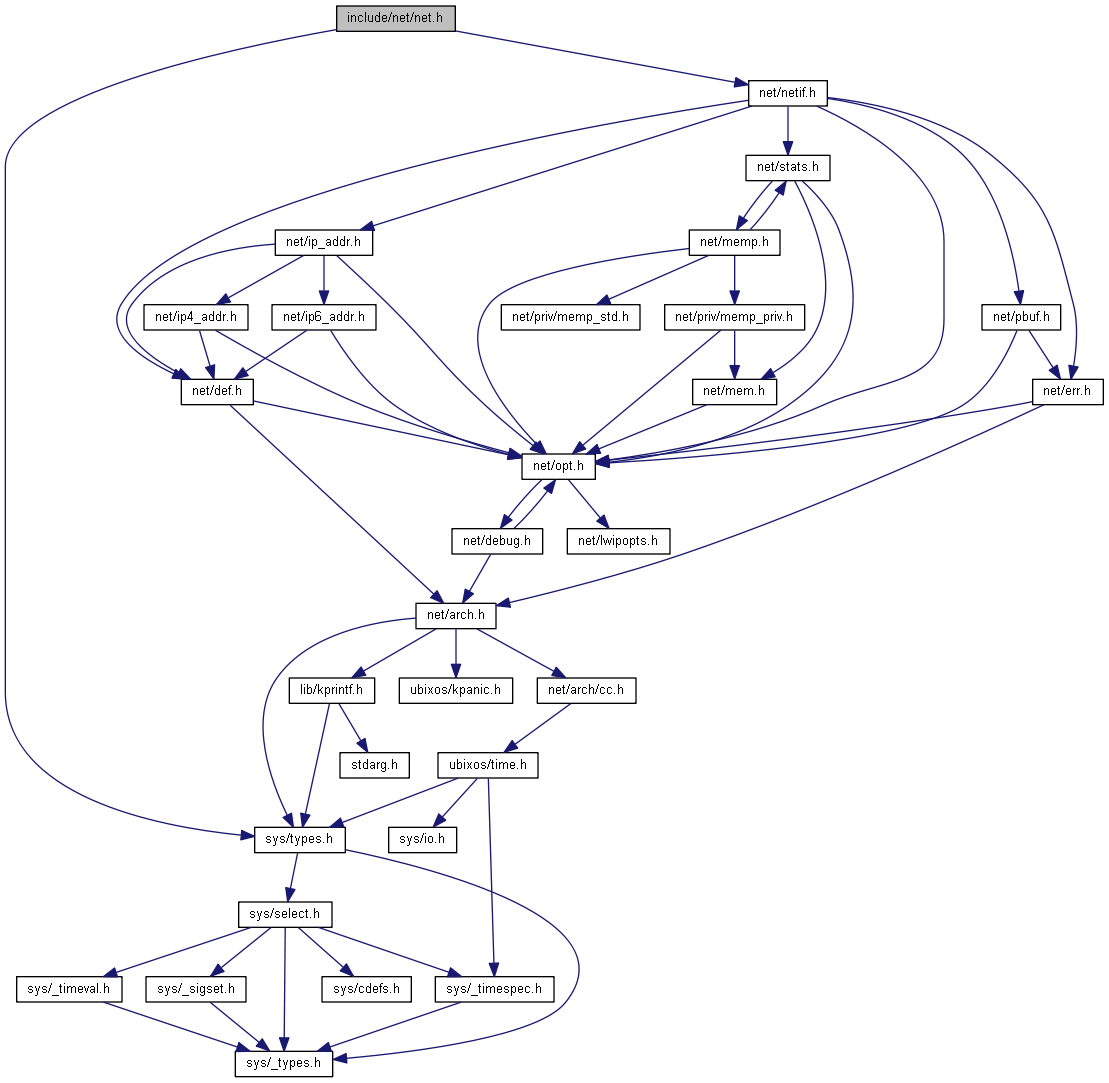 include/net/net.h
net/netif.h
net/stats.h
net/ip_addr.h
net/memp.h
net/ip4_addr.h
net/ip6_addr.h
net/priv/memp_std.h
net/priv/memp_priv.h
net/pbuf.h
net/def.h
net/mem.h
net/err.h
net/opt.h
net/debug.h
net/lwipopts.h
net/arch.h
lib/kprintf.h
ubixos/kpanic.h
net/arch/cc.h
stdarg.h
ubixos/time.h
sys/types.h
sys/io.h
sys/select.h
sys/_timeval.h
sys/_sigset.h
sys/cdefs.h
sys/_timespec.h
sys/_types.h